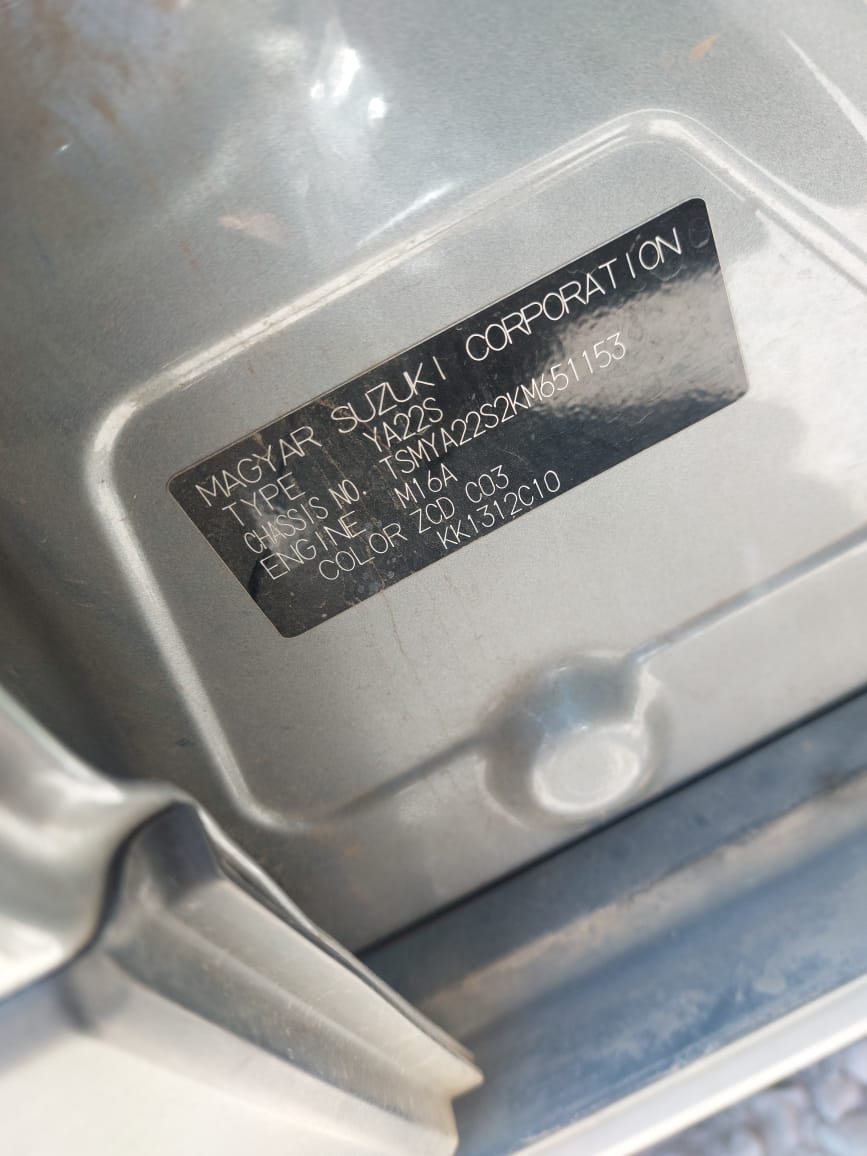 MAGYAR SUZUKI CORPORATION
TYPE YA22S
CHASSIS NO. TSMYA22S2KM651153
ENGINE M16A
COLOR ZCD C03
KK1312C10